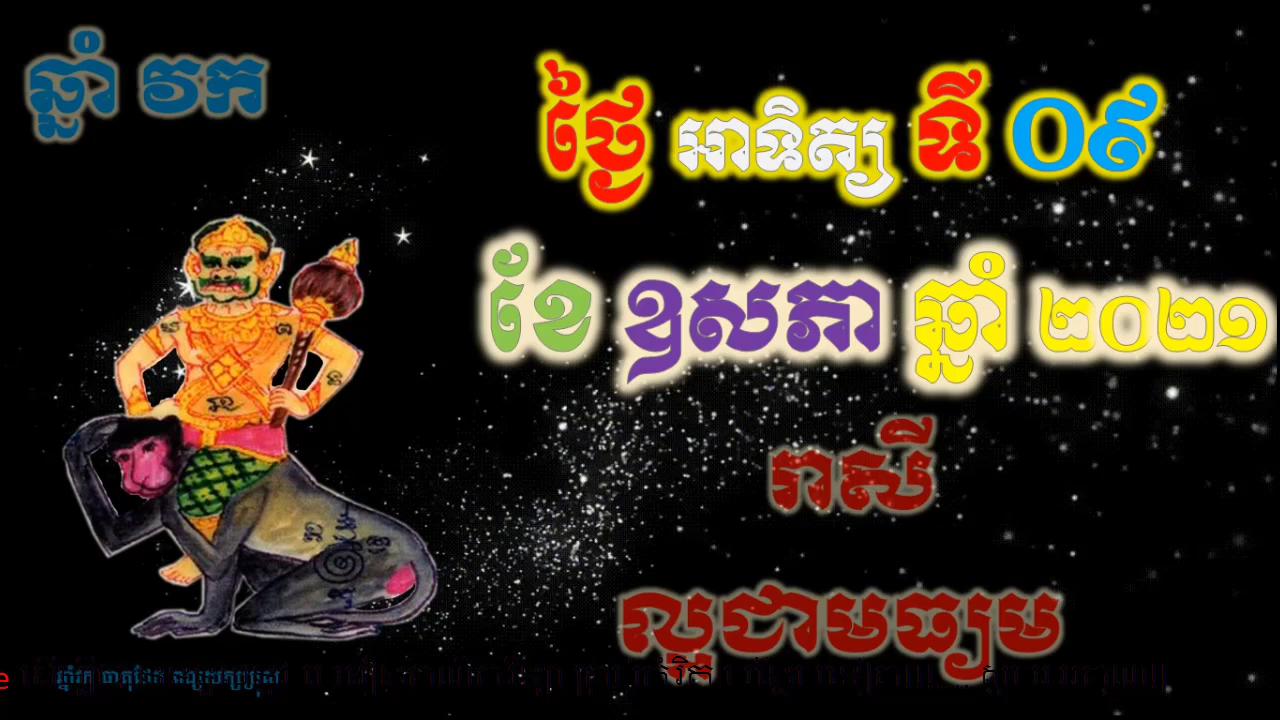 ឆ្នាំ វក
ថ្ងៃ អាទិត្យ ទី ០៩
ខែ ឧសភា ឆ្នាំ ២០២១
រាសី
ល្អជាមធ្យម